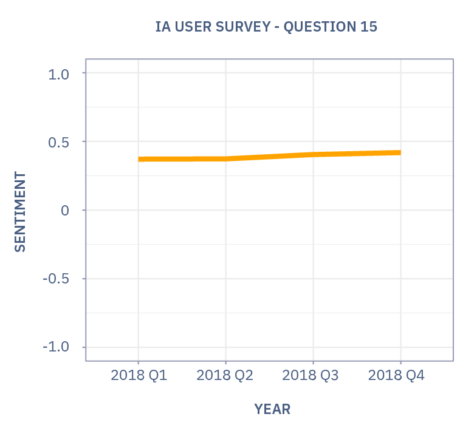 IA USER SURVEY - QUESTION 15
1.0
0.5
0
-0.5
-1.0
SENTIMENT
2018 Q1 2018 Q2 2018 Q3 2018 Q4
YEAR